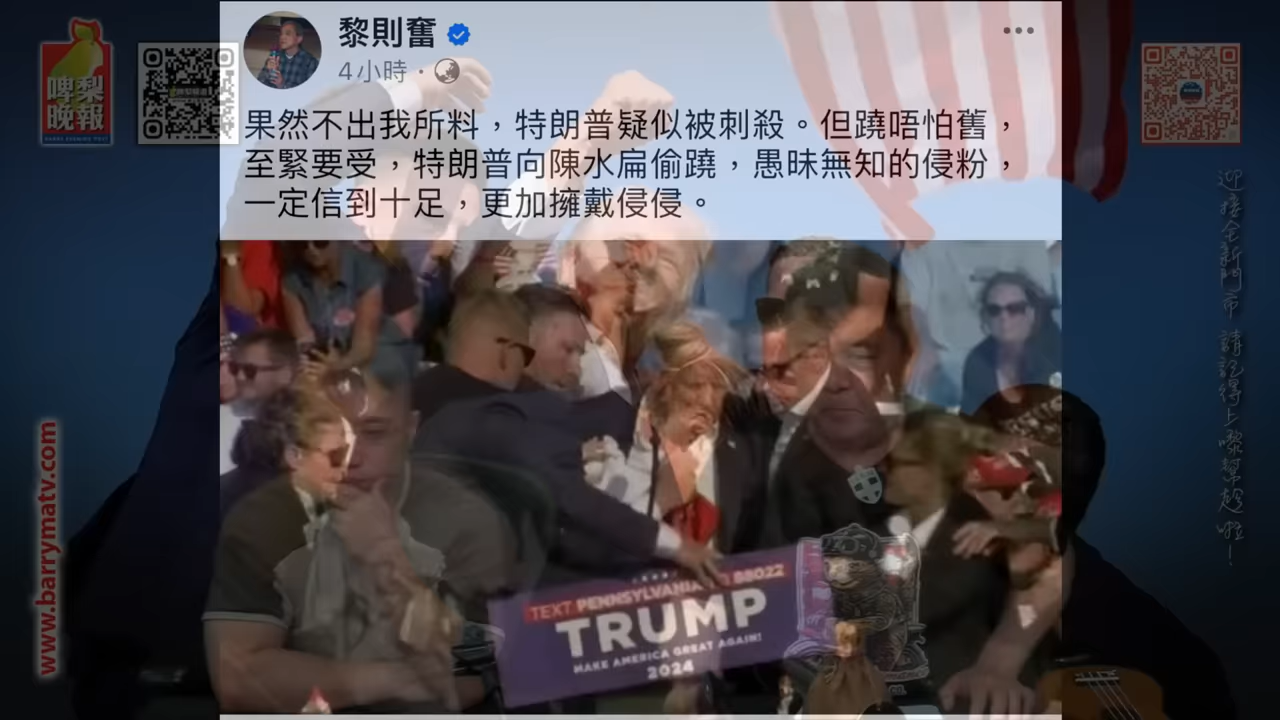 黎則奮
4小時 ·
果然不出我所料，特朗普疑似被刺殺。但蹺唔怕舊，
至緊要受，特朗普向陳水扁偷蹺，愚昧無知的侵粉，
一定信到十足，更加擁戴侵侵。
啤梨
晚報
BARRY EVENING POST
www.barrymatv.com
迎接全新門市 請記得上嚟幫趁啦！
TEXT PENNSYLVANIA TO 88022
TRUMP
MAKE AMERICA GREAT AGAIN!
2024